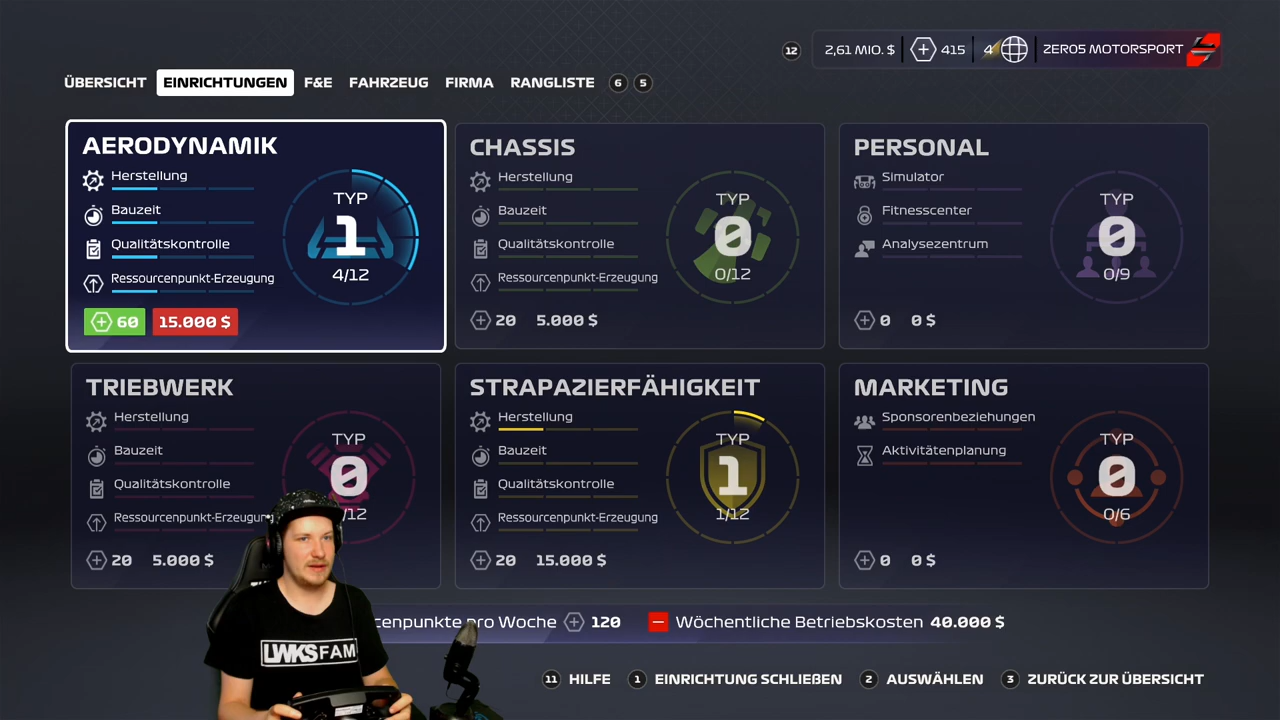 12 2,61 MIO. $ 415 4 ZERO5 MOTORSPORT
ÜBERSICHT EINRICHTUNGEN F&E FAHRZEUG FIRMA RANGLISTE 6 5
AERODYNAMIK
Herstellung
Bauzeit
Qualitätskontrolle
Ressourcenpunkt-Erzeugung
TYP
1
4/12
60 15.000 $
CHASSIS
Herstellung
Bauzeit
Qualitätskontrolle
Ressourcenpunkt-Erzeugung
TYP
0
0/12
20 5.000 $
PERSONAL
Simulator
Fitnesscenter
Analysezentrum
TYP
0
0/9
0 0 $
TRIEBWERK
Herstellung
Bauzeit
Qualitätskontrolle
Ressourcenpunkt-Erzeugung
TYP
0
/12
20 5.000 $
STRAPAZIERFÄHIGKEIT
Herstellung
Bauzeit
Qualitätskontrolle
Ressourcenpunkt-Erzeugung
TYP
1
1/12
20 15.000 $
MARKETING
Sponsorenbeziehungen
Aktivitätenplanung
TYP
0
0/6
0 0 $
cenpunkte pro Woche 120 Wöchentliche Betriebskosten 40.000 $
LWKSFAM
11 HILFE 1 EINRICHTUNG SCHLIEßEN 2 AUSWÄHLEN 3 ZURÜCK ZUR ÜBERSICHT